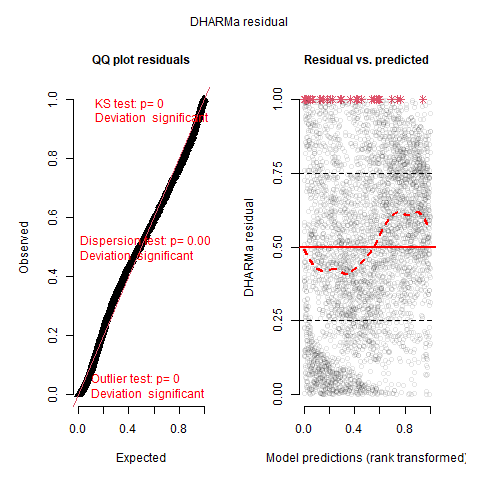 DHARMa residual
QQ plot residuals
KS test: p= 0
Deviation significant
Dispersion test: p= 0.00
Deviation significant
Outlier test: p= 0
Deviation significant
Observed
0.0 0.2 0.4 0.6 0.8 1.0
0.0 0.4 0.8
Expected
Residual vs. predicted
DHARMa residual
0.00 0.25 0.50 0.75 1.00
0.0 0.4 0.8
Model predictions (rank transformed)